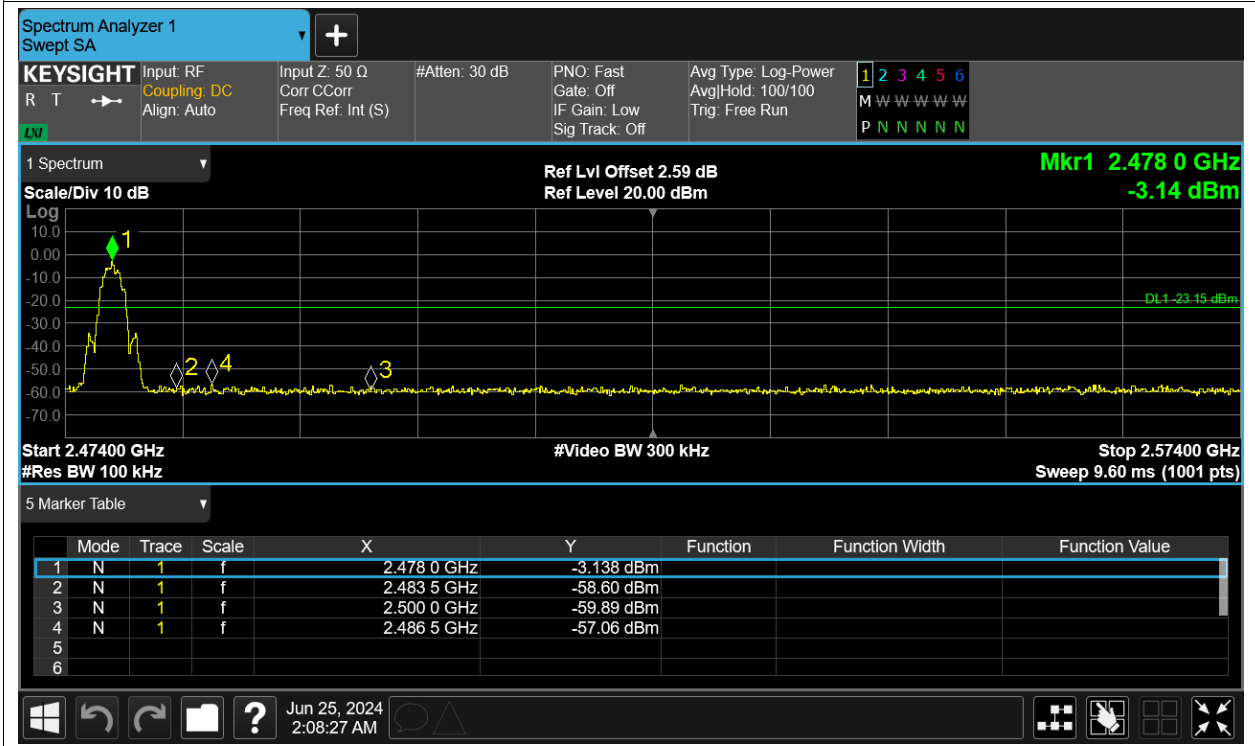 Spectrum Analyzer 1
Swept SA
+
KEYSIGHT Input: RF Input Z: 50 Ω #Atten: 30 dB PNO: Fast Avg Type: Log-Power 1 2 3 4 5 6
R T Coupling: DC Corr CCorr Gate: Off Avg|Hold: 100/100 M W W W W W
Align: Auto Freq Ref: Int (S) IF Gain: Low Trig: Free Run
LXI Sig Track: Off P N N N N N
1 Spectrum Ref Lvl Offset 2.59 dB Mkr1 2.478 0 GHz
Scale/Div 10 dB Ref Level 20.00 dBm -3.14 dBm
Log
10.0
1
0.00
-10.0
-20.0
DL1 -23.15 dBm
-30.0
-40.0
-50.0
2 4 3
-60.0
-70.0
Start 2.47400 GHz #Video BW 300 kHz Stop 2.57400 GHz
#Res BW 100 kHz Sweep 9.60 ms (1001 pts)
5 Marker Table
Mode Trace Scale X Y Function Function Width Function Value
1 N 1 f 2.478 0 GHz -3.138 dBm
2 N 1 f 2.483 5 GHz -58.60 dBm
3 N 1 f 2.500 0 GHz -59.89 dBm
4 N 1 f 2.486 5 GHz -57.06 dBm
5
6
? Jun 25, 2024
2:08:27 AM